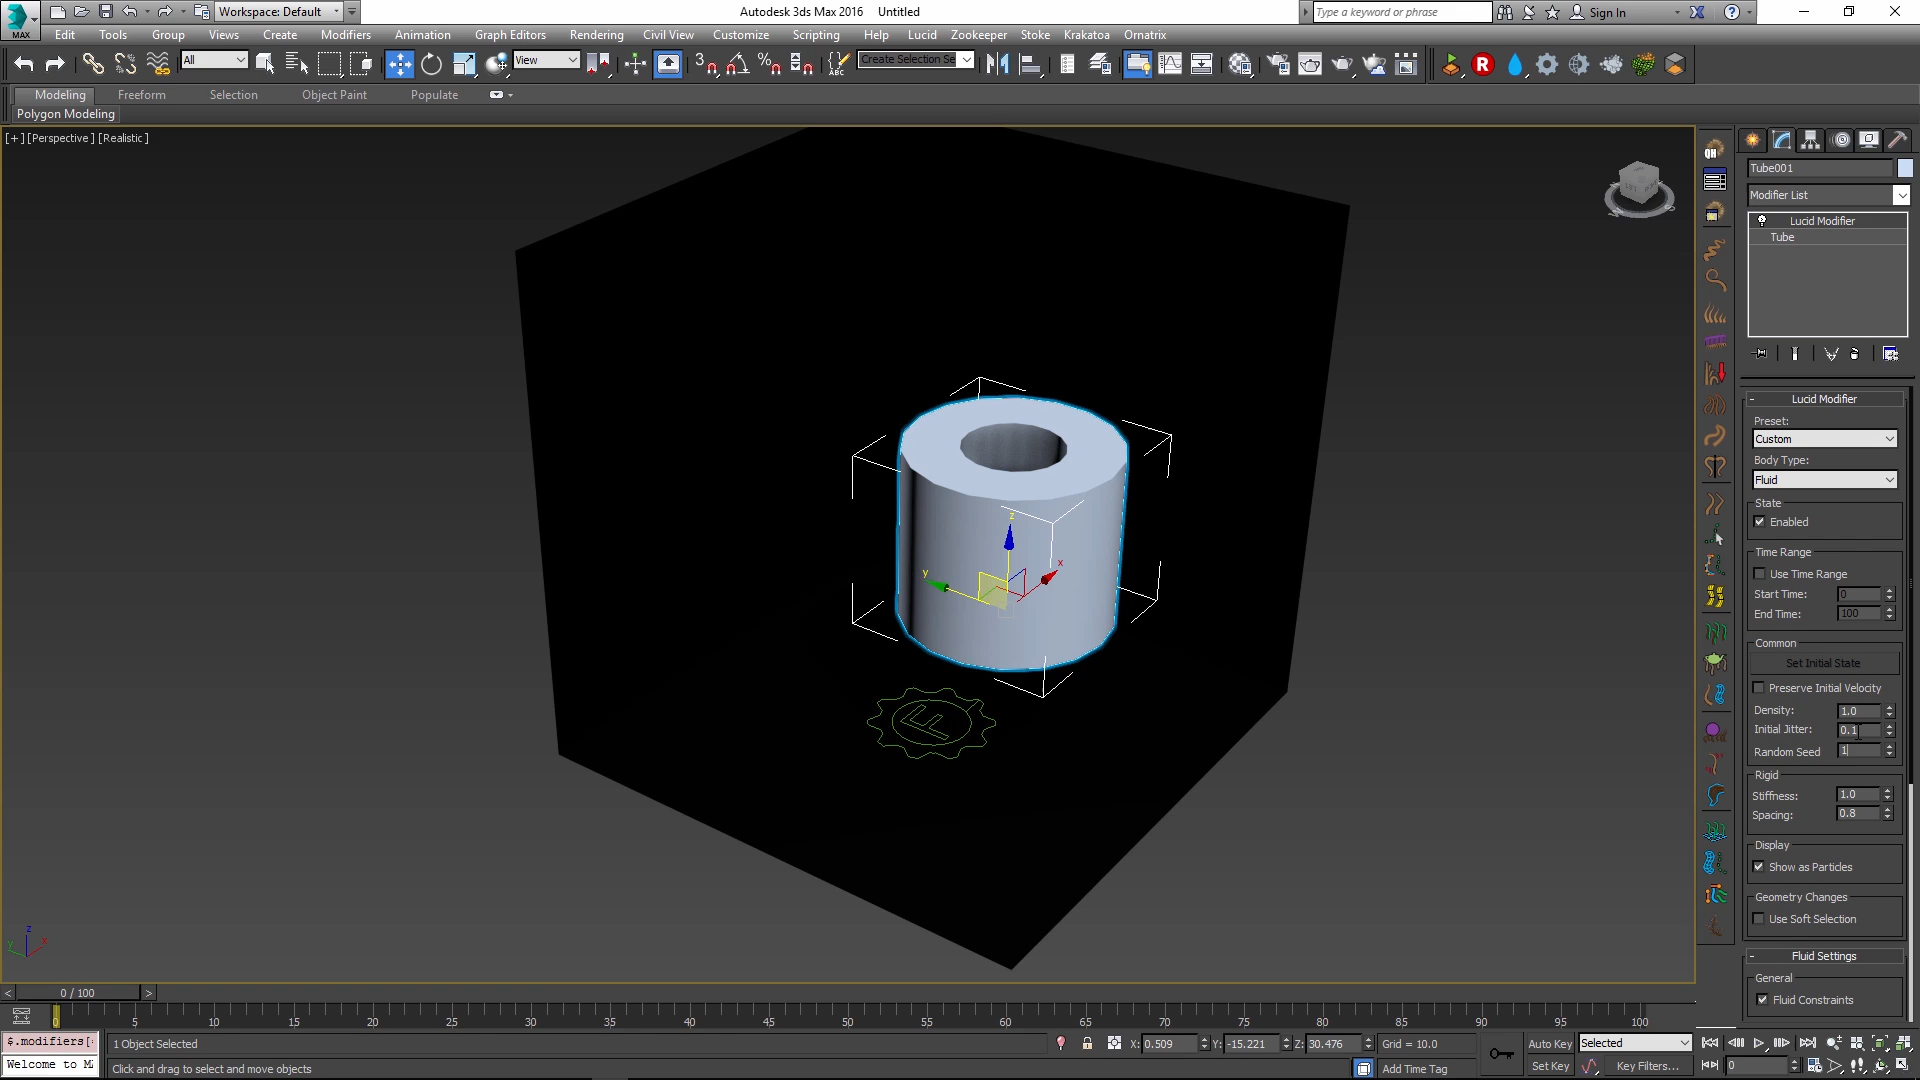 MAX
Workspace: Default
Autodesk 3ds Max 2016 Untitled
Type a keyword or phrase
Sign In
Edit Tools Group Views Create Modifiers Animation Graph Editors Rendering Civil View Customize Scripting Help Lucid Zookeeper Stoke Krakatoa Ornatrix
All
View
3
ABC
Create Selection Se
R
Modeling Freeform Selection Object Paint Populate
Polygon Modeling
[+] [Perspective] [Realistic]
QH
Tube001
Modifier List
Lucid Modifier
Tube
- Lucid Modifier
Preset:
Custom
Body Type:
Fluid
State
Enabled
Time Range
Use Time Range
Start Time: 0
End Time: 100
Common
Set Initial State
Preserve Initial Velocity
Density: 1.0
Initial Jitter: 0.1
Random Seed 1
Rigid
Stiffness: 1.0
Spacing: 0.8
Display
Show as Particles
Geometry Changes
Use Soft Selection
- Fluid Settings
General
Fluid Constraints
z
x
y
F
z
x
y
< 0 / 100 >
0 5 10 15 20 25 30 35 40 45 50 55 60 65 70 75 80 85 90 95 100
$.modifiers[
1 Object Selected
X: 0.509 Y: -15.221 Z: 30.476
Grid = 10.0
Auto Key
Selected
Welcome to M
Click and drag to select and move objects
Add Time Tag
Set Key
Key Filters...
0